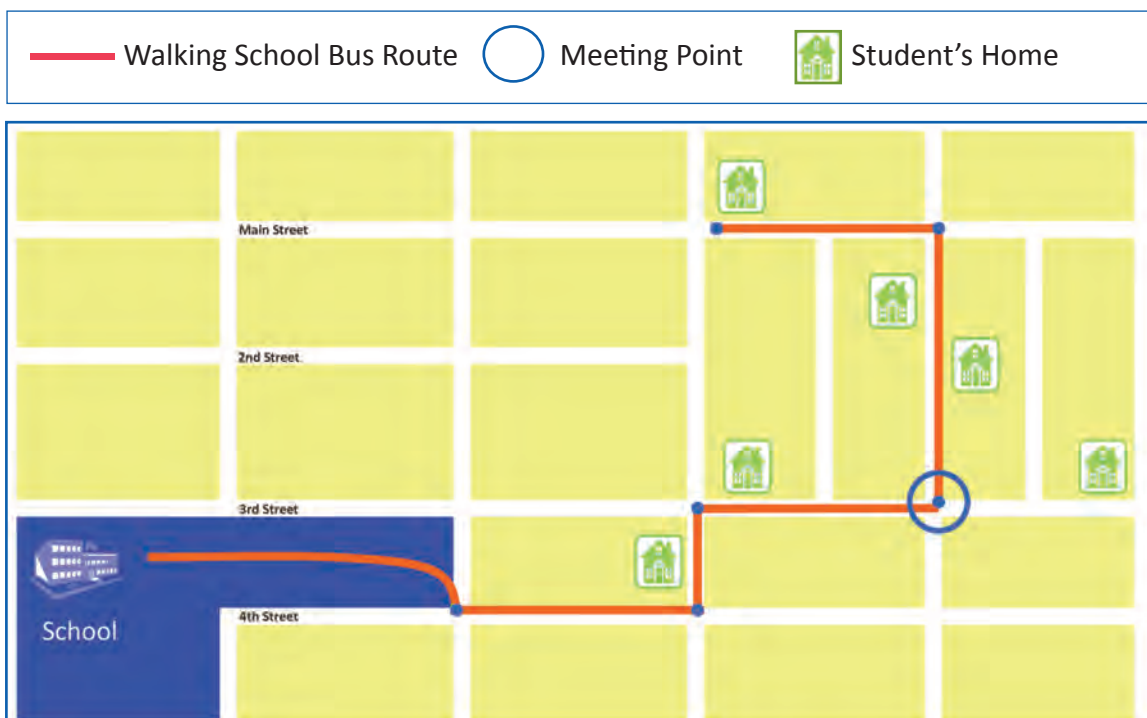 Walking School Bus Route
Meeting Point
Student's Home
Main Street
2nd Street
3rd Street
School
4th Street